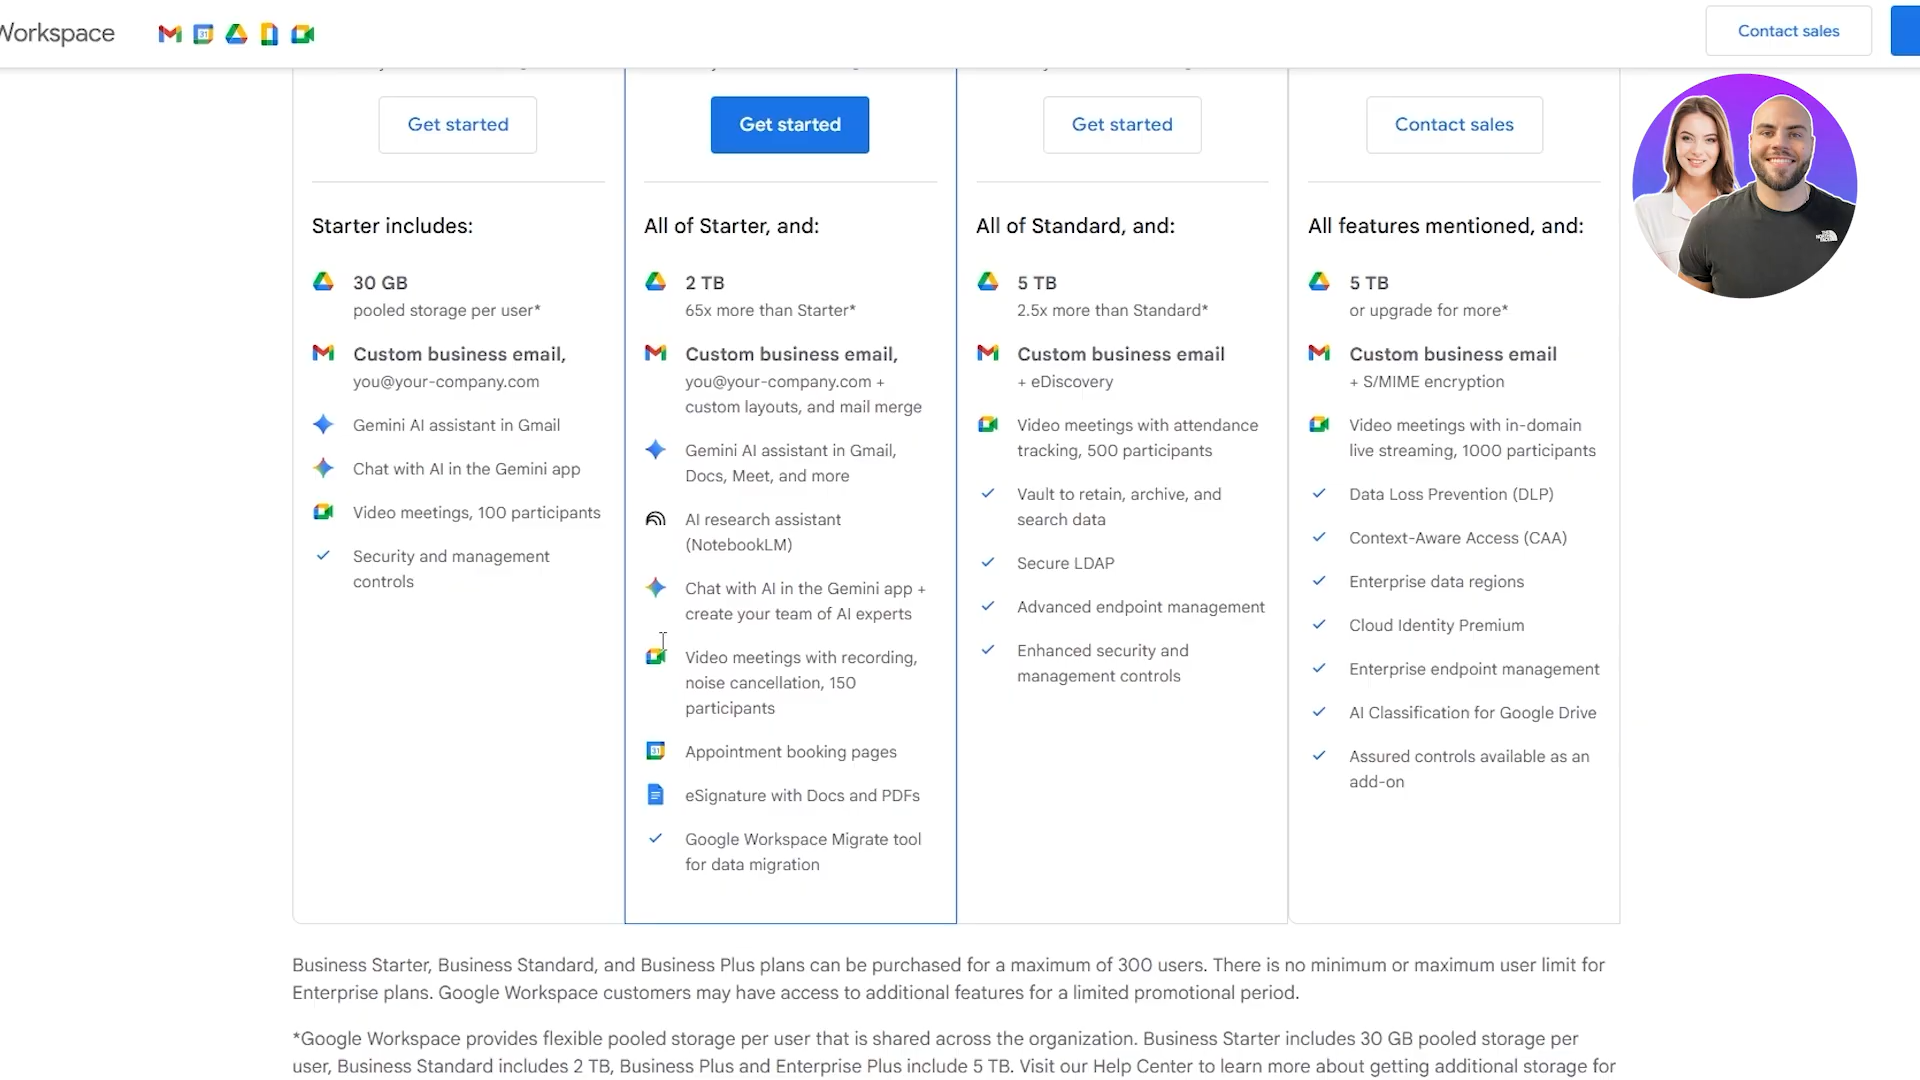 Workspace
31
Contact sales
Get started
Get started
Get started
Contact sales
Starter includes:
30 GB
pooled storage per user*
Custom business email,
you@your-company.com
Gemini AI assistant in Gmail
Chat with AI in the Gemini app
Video meetings, 100 participants
Security and management
controls
All of Starter, and:
2 TB
65x more than Starter*
Custom business email,
you@your-company.com +
custom layouts, and mail merge
Gemini AI assistant in Gmail,
Docs, Meet, and more
AI research assistant
(NotebookLM)
Chat with AI in the Gemini app +
create your team of AI experts
Video meetings with recording,
noise cancellation, 150
participants
31
Appointment booking pages
eSignature with Docs and PDFs
Google Workspace Migrate tool
for data migration
All of Standard, and:
5 TB
2.5x more than Standard*
Custom business email
+ eDiscovery
Video meetings with attendance
tracking, 500 participants
Vault to retain, archive, and
search data
Secure LDAP
Advanced endpoint management
Enhanced security and
management controls
All features mentioned, and:
5 TB
or upgrade for more*
Custom business email
+ S/MIME encryption
Video meetings with in-domain
live streaming, 1000 participants
Data Loss Prevention (DLP)
Context-Aware Access (CAA)
Enterprise data regions
Cloud Identity Premium
Enterprise endpoint management
AI Classification for Google Drive
Assured controls available as an
add-on
THE NORTH FACE
Business Starter, Business Standard, and Business Plus plans can be purchased for a maximum of 300 users. There is no minimum or maximum user limit for
Enterprise plans. Google Workspace customers may have access to additional features for a limited promotional period.
*Google Workspace provides flexible pooled storage per user that is shared across the organization. Business Starter includes 30 GB pooled storage per
user, Business Standard includes 2 TB, Business Plus and Enterprise Plus include 5 TB. Visit our Help Center to learn more about getting additional storage for